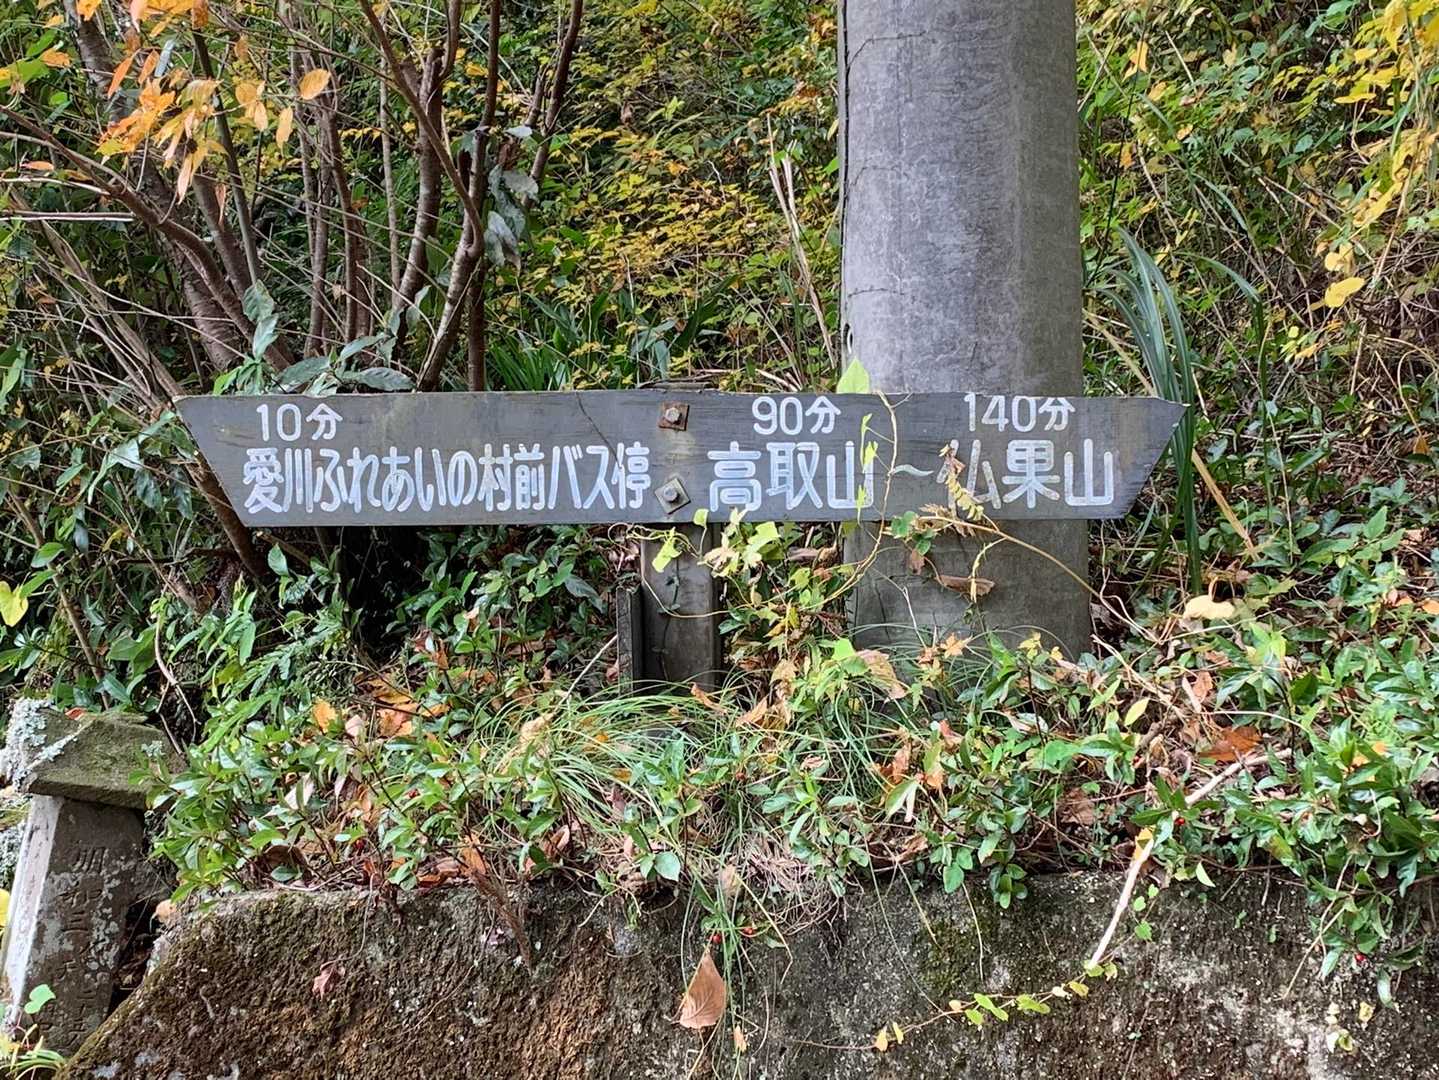 10分
愛川ふれあいの村前バス停
90分 140分
高取山～仏果山